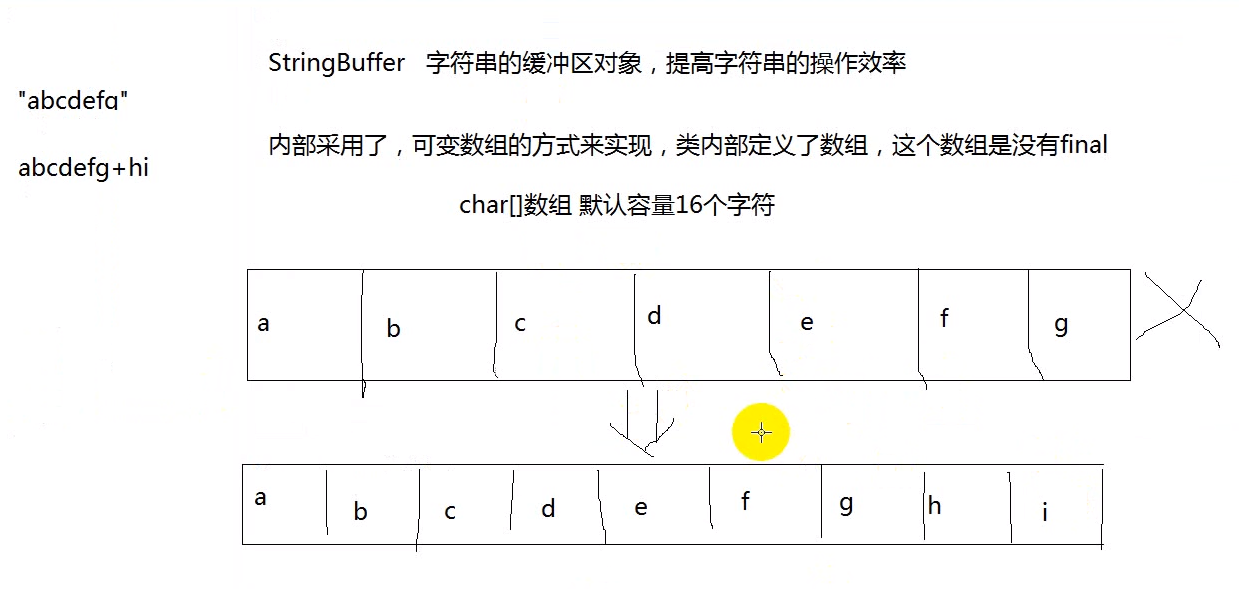 StringBuffer 字符串的缓冲区对象，提高字符串的操作效率
"abcdefg"
内部采用了，可变数组的方式来实现，类内部定义了数组，这个数组是没有final
abcdefg+hi
char[]数组 默认容量16个字符
a b c d e f g
a b c d e f g h i